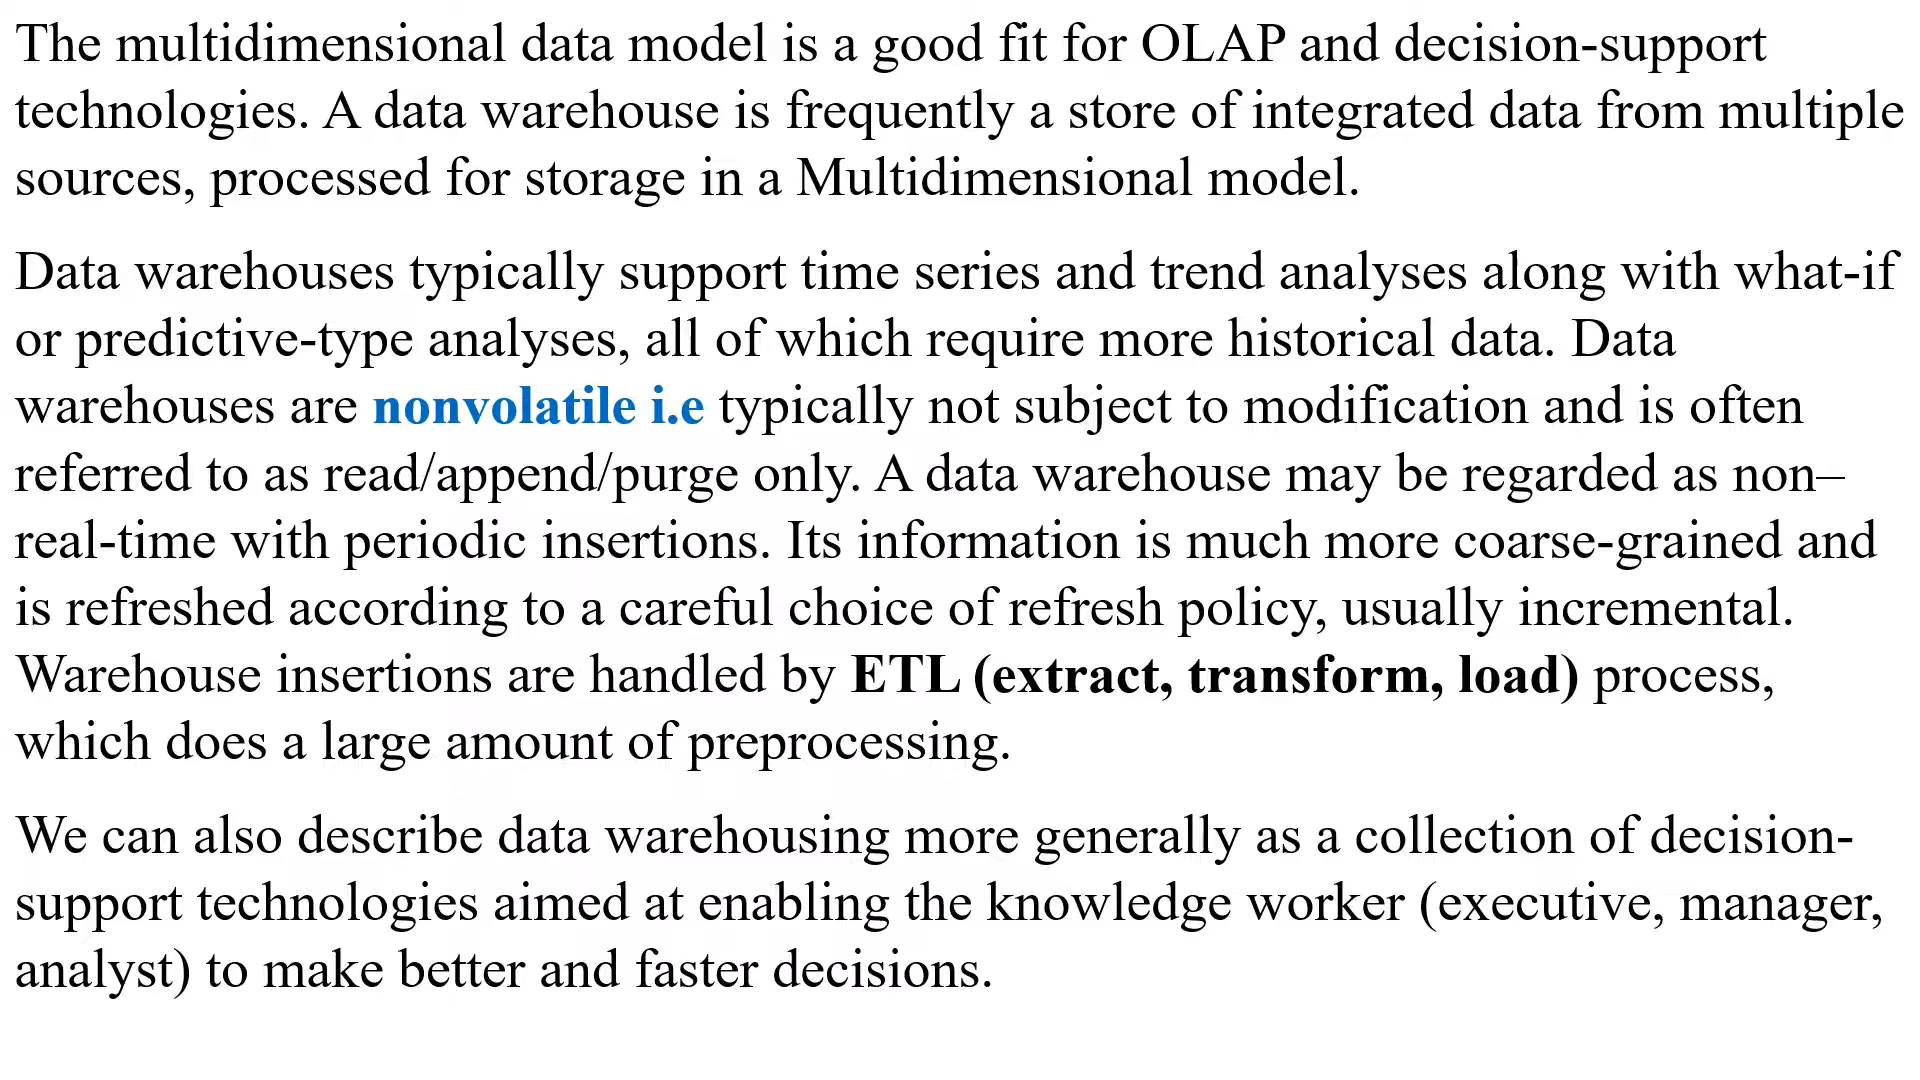 The multidimensional data model is a good fit for OLAP and decision-support
technologies. A data warehouse is frequently a store of integrated data from multiple
sources, processed for storage in a Multidimensional model.
Data warehouses typically support time series and trend analyses along with what-if
or predictive-type analyses, all of which require more historical data. Data
warehouses are nonvolatile i.e typically not subject to modification and is often
referred to as read/append/purge only. A data warehouse may be regarded as non–
real-time with periodic insertions. Its information is much more coarse-grained and
is refreshed according to a careful choice of refresh policy, usually incremental.
Warehouse insertions are handled by ETL (extract, transform, load) process,
which does a large amount of preprocessing.
We can also describe data warehousing more generally as a collection of decision-
support technologies aimed at enabling the knowledge worker (executive, manager,
analyst) to make better and faster decisions.